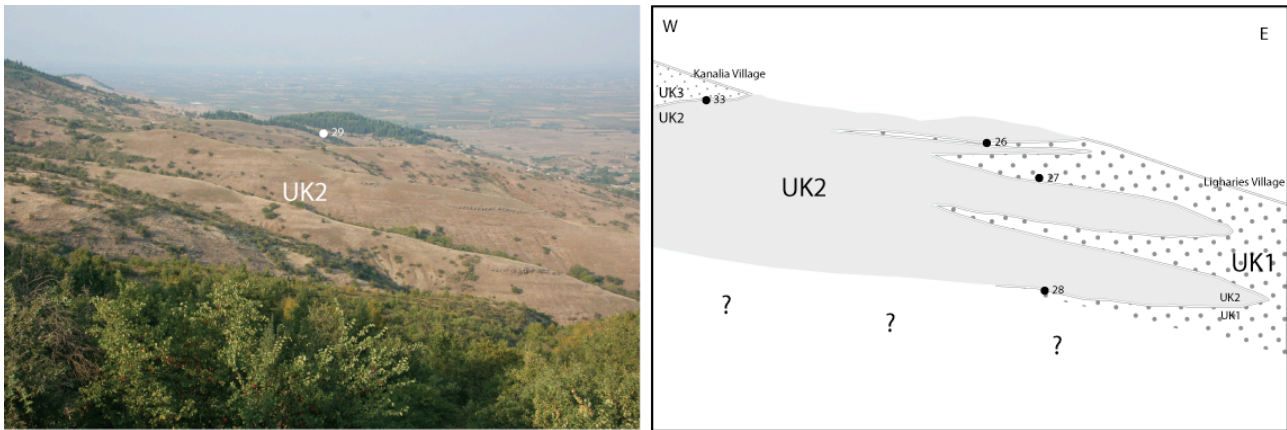 29
UK2
W
E
Kanalia Village
UK3
33
UK2
26
27
Ligharies Village
UK2
UK1
28
UK2
UK1
?
?
?